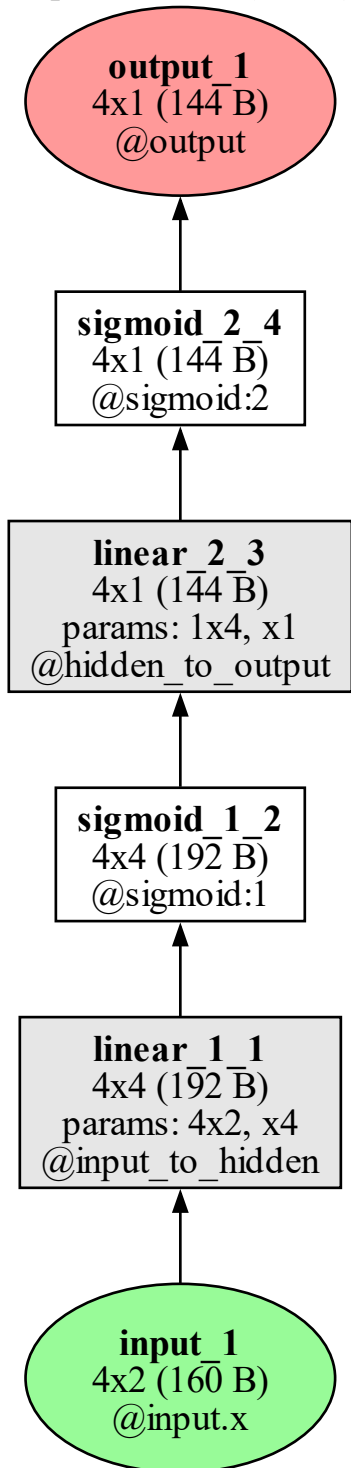 output_1
4x1 (144 B)
@output
sigmoid_2_4
4x1 (144 B)
@sigmoid:2
linear_2_3
4x1 (144 B)
params: 1x4, x1
@hidden_to_output
sigmoid_1_2
4x4 (192 B)
@sigmoid:1
linear_1_1
4x4 (192 B)
params: 4x2, x4
@input_to_hidden
input_1
4x2 (160 B)
@input.x